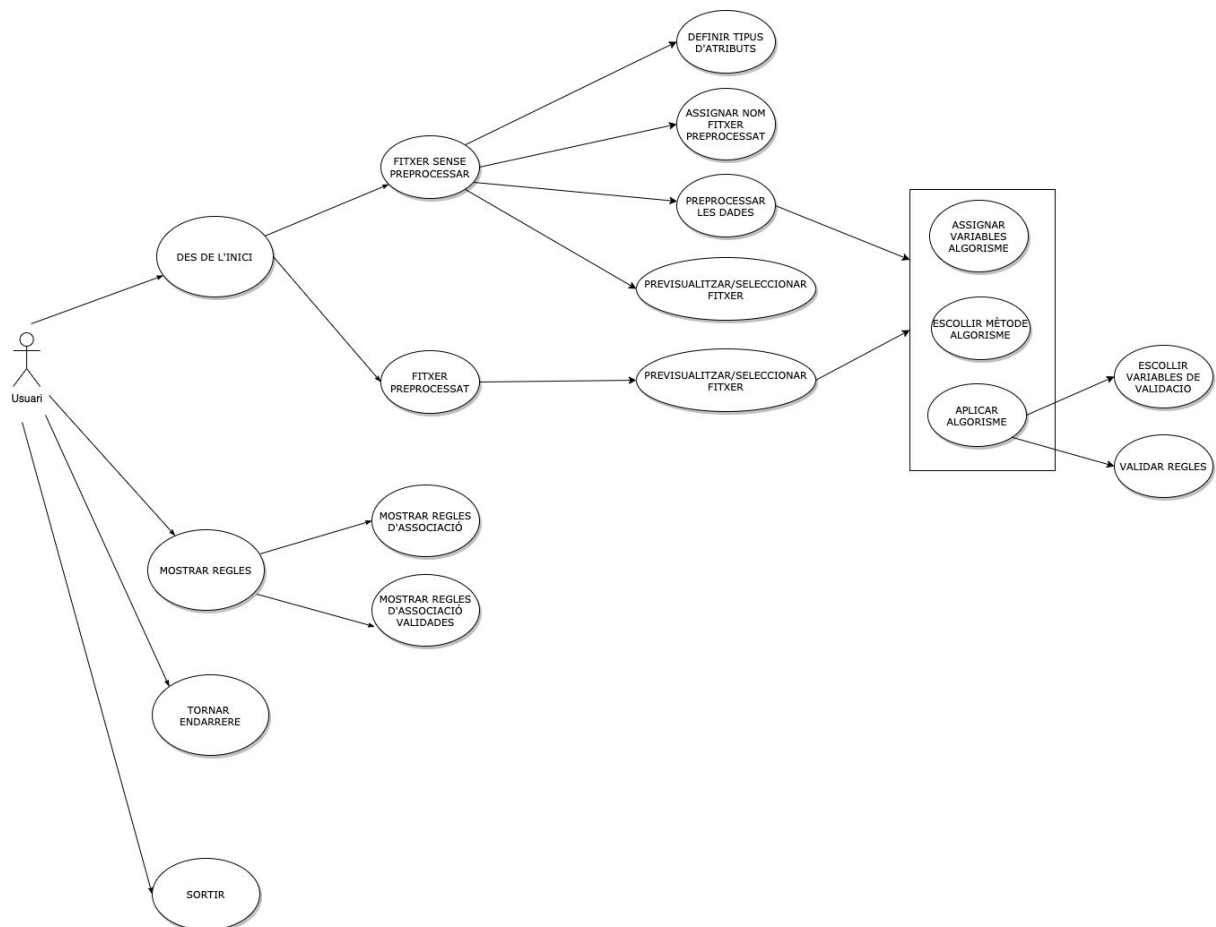 DEFINIR TIPUS
D'ATRIBUTS
ASSIGNAR NOM
FITXER
PREPROCESSAT
FITXER SENSE
PREPROCESSAR
PREPROCESSAR
LES DADES
ASSIGNAR
VARIABLES
ALGORISME
DES DE L'INICI
PREVISUALITZAR/SELECCIONAR
FITXER
ESCOLLIR MÈTODE
ALGORISME
Usuari
FITXER
PREPROCESSAT
PREVISUALITZAR/SELECCIONAR
FITXER
ESCOLLIR
VARIABLES DE
VALIDACIO
APLICAR
ALGORISME
VALIDAR REGLES
MOSTRAR REGLES
D'ASSOCIACIÓ
MOSTRAR REGLES
MOSTRAR REGLES
D'ASSOCIACIÓ
VALIDADES
TORNAR
ENDARRERE
SORTIR